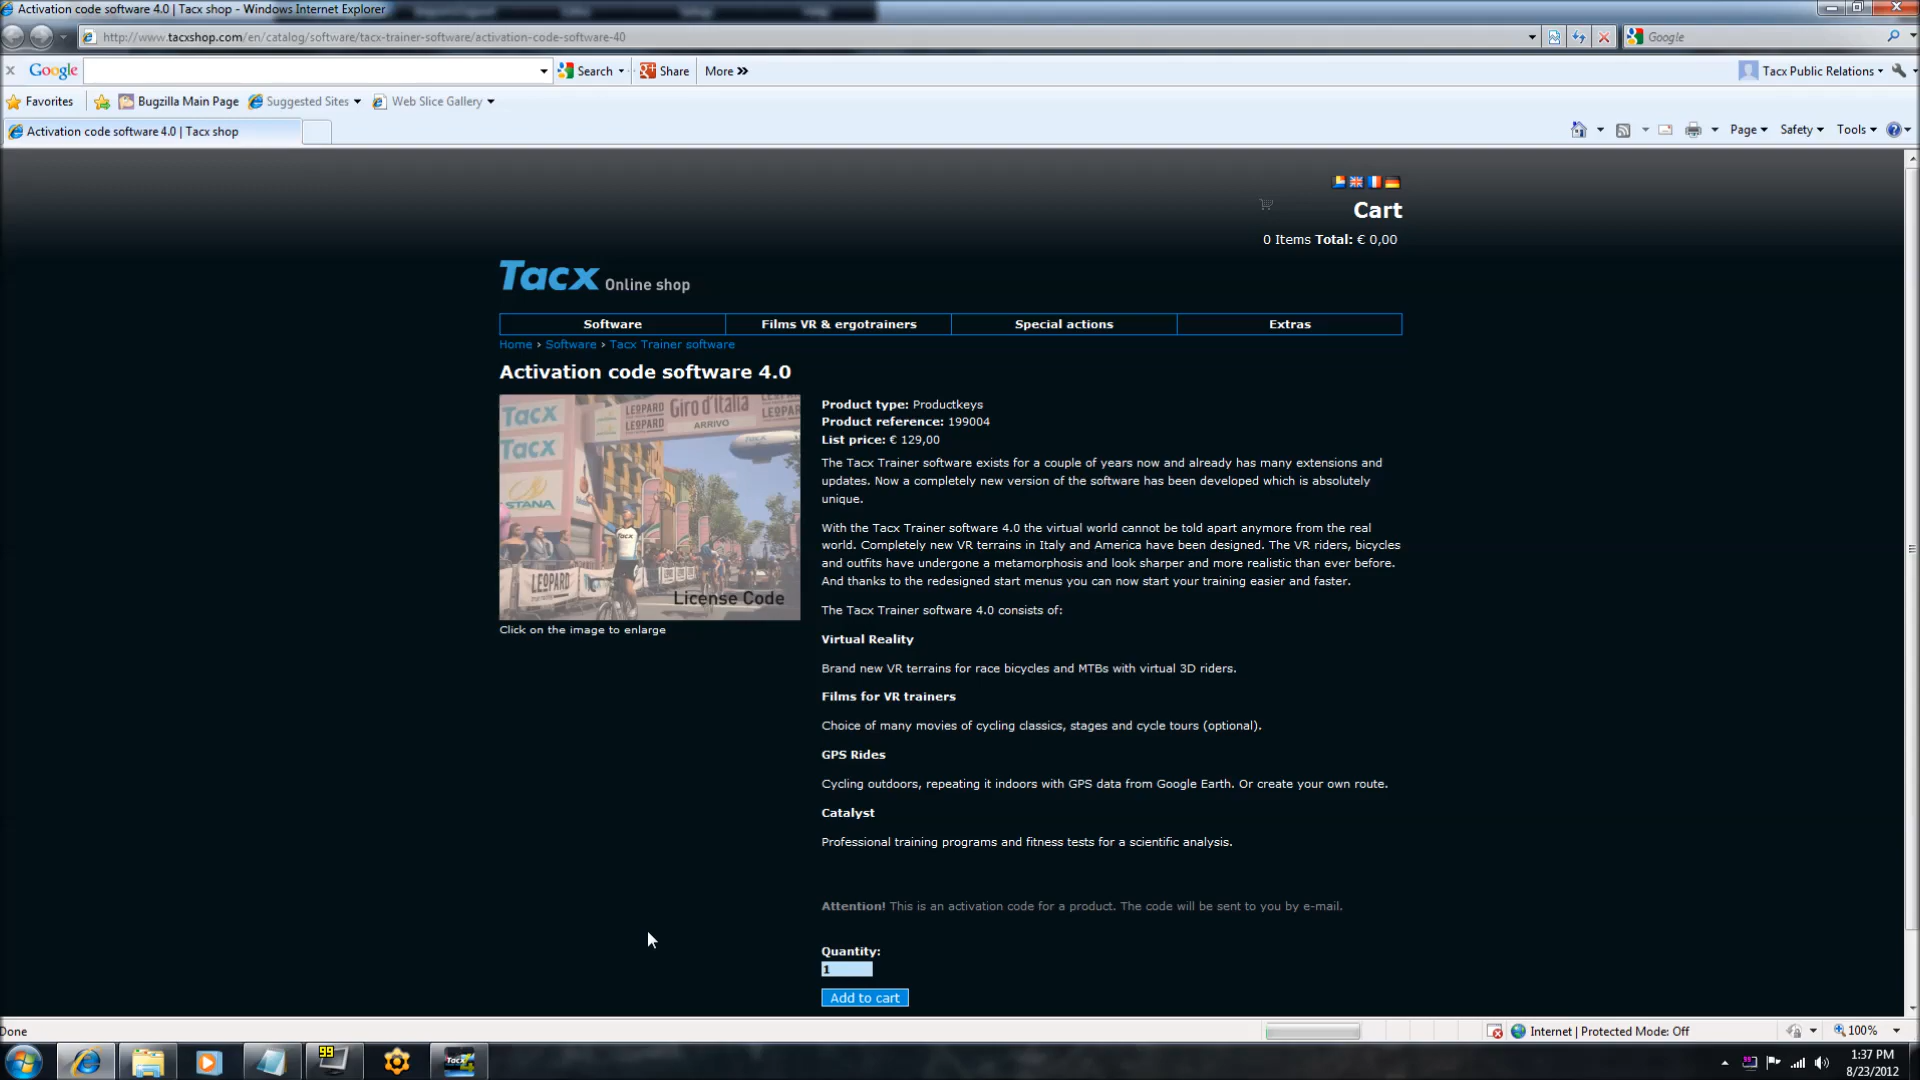 Activation code software 4.0 | Tacx shop - Windows Internet Explorer
http://www.tacxshop.com/en/catalog/software/tacx-trainer-software/activation-code-software-40
Google
Google
Search
Share
More »
Tacx Public Relations
Favorites
Bugzilla Main Page
Suggested Sites
Web Slice Gallery
Activation code software 4.0 | Tacx shop
Page
Safety
Tools
Cart
0 Items Total: € 0,00
Tacx Online shop
Software
Films VR & ergotrainers
Special actions
Extras
Home › Software › Tacx Trainer software
Activation code software 4.0
Tacx
LEOPARD
Giro d'Italia
LEOPARD
ARRIVO
Tacx
STANA
Tacx
LEOPARD
License Code
Click on the image to enlarge
Product type: Productkeys
Product reference: 199004
List price: € 129,00
The Tacx Trainer software exists for a couple of years now and already has many extensions and
updates. Now a completely new version of the software has been developed which is absolutely
unique.
With the Tacx Trainer software 4.0 the virtual world cannot be told apart anymore from the real
world. Completely new VR terrains in Italy and America have been designed. The VR riders, bicycles
and outfits have undergone a metamorphosis and look sharper and more realistic than ever before.
And thanks to the redesigned start menus you can now start your training easier and faster.
The Tacx Trainer software 4.0 consists of:
Virtual Reality
Brand new VR terrains for race bicycles and MTBs with virtual 3D riders.
Films for VR trainers
Choice of many movies of cycling classics, stages and cycle tours (optional).
GPS Rides
Cycling outdoors, repeating it indoors with GPS data from Google Earth. Or create your own route.
Catalyst
Professional training programs and fitness tests for a scientific analysis.
Attention! This is an activation code for a product. The code will be sent to you by e-mail.
Quantity:
1
Add to cart
Done
Internet | Protected Mode: Off
100%
99
Tacx 4
1:37 PM
8/23/2012